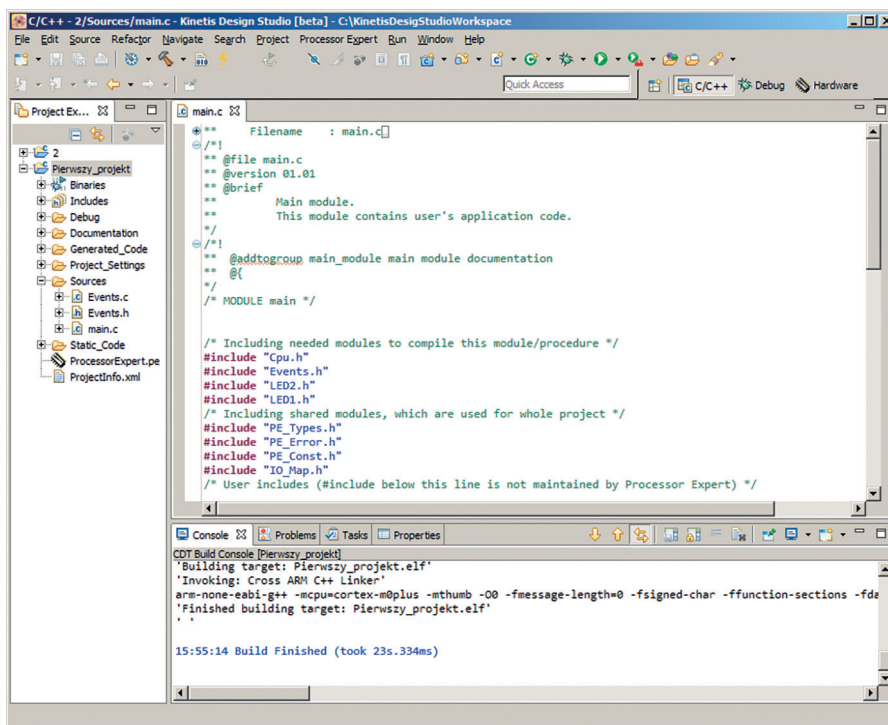 C/C++ - 2/Sources/main.c - Kinetis Design Studio [beta] - C:\KinetisDesigStudioWorkspace
File Edit Source Refactor Navigate Search Project Processor Expert Run Window Help
Quick Access
C/C++ Debug Hardware
Project Ex...
2
Pierwszy_projekt
Binaries
Includes
Debug
Documentation
Generated_Code
Project_Settings
Sources
Events.c
Events.h
main.c
Static_Code
ProcessorExpert.pe
ProjectInfo.xml
main.c
** Filename : main.c
/*!
** @file main.c
** @version 01.01
** @brief
** Main module.
** This module contains user's application code.
*/
/*!
** @addtogroup main_module main module documentation
** @{
*/
/* MODULE main */
/* Including needed modules to compile this module/procedure */
#include "Cpu.h"
#include "Events.h"
#include "LED2.h"
#include "LED1.h"
/* Including shared modules, which are used for whole project */
#include "PE_Types.h"
#include "PE_Error.h"
#include "PE_Const.h"
#include "IO_Map.h"
/* User includes (#include below this line is not maintained by Processor Expert) */
Console Problems Tasks Properties
CDT Build Console [Pierwszy_projekt]
'Building target: Pierwszy_projekt.elf'
'Invoking: Cross ARM C++ Linker'
arm-none-eabi-g++ -mcpu=cortex-m0plus -mthumb -O0 -fmessage-length=0 -fsigned-char -ffunction-sections -fda
'Finished building target: Pierwszy_projekt.elf'
' '
15:55:14 Build Finished (took 23s.334ms)